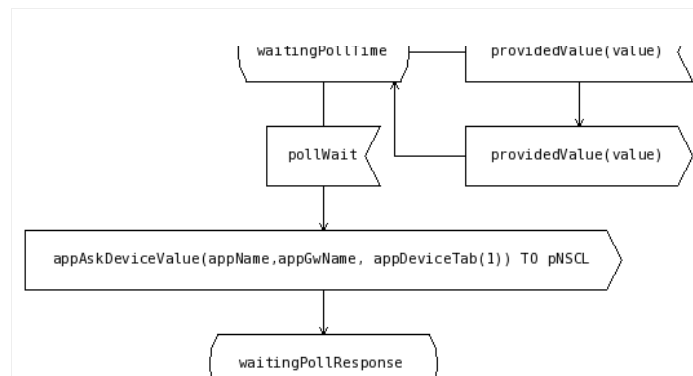 waitingPollTime
providedValue(value)
pollWait
providedValue(value)
appAskDeviceValue(appName,appGwName, appDeviceTab(1)) TO pNSCL
waitingPollResponse